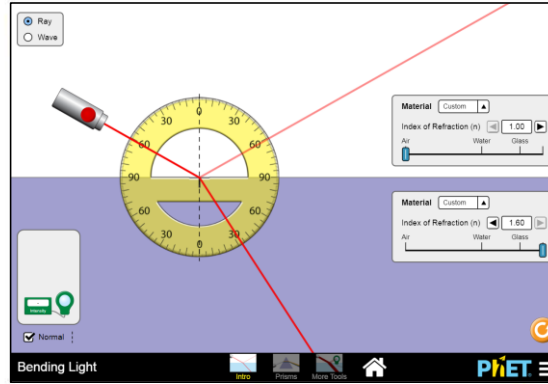 Ray
Wave
0
30
30
60
60
90
90
60
60
30
30
0
Material Custom
Index of Refraction (n) 1.00
Air Water Glass
Material Custom
Index of Refraction (n) 1.60
Air Water Glass
Intensity
Normal
Bending Light
Intro
Prisms
More Tools
PhET